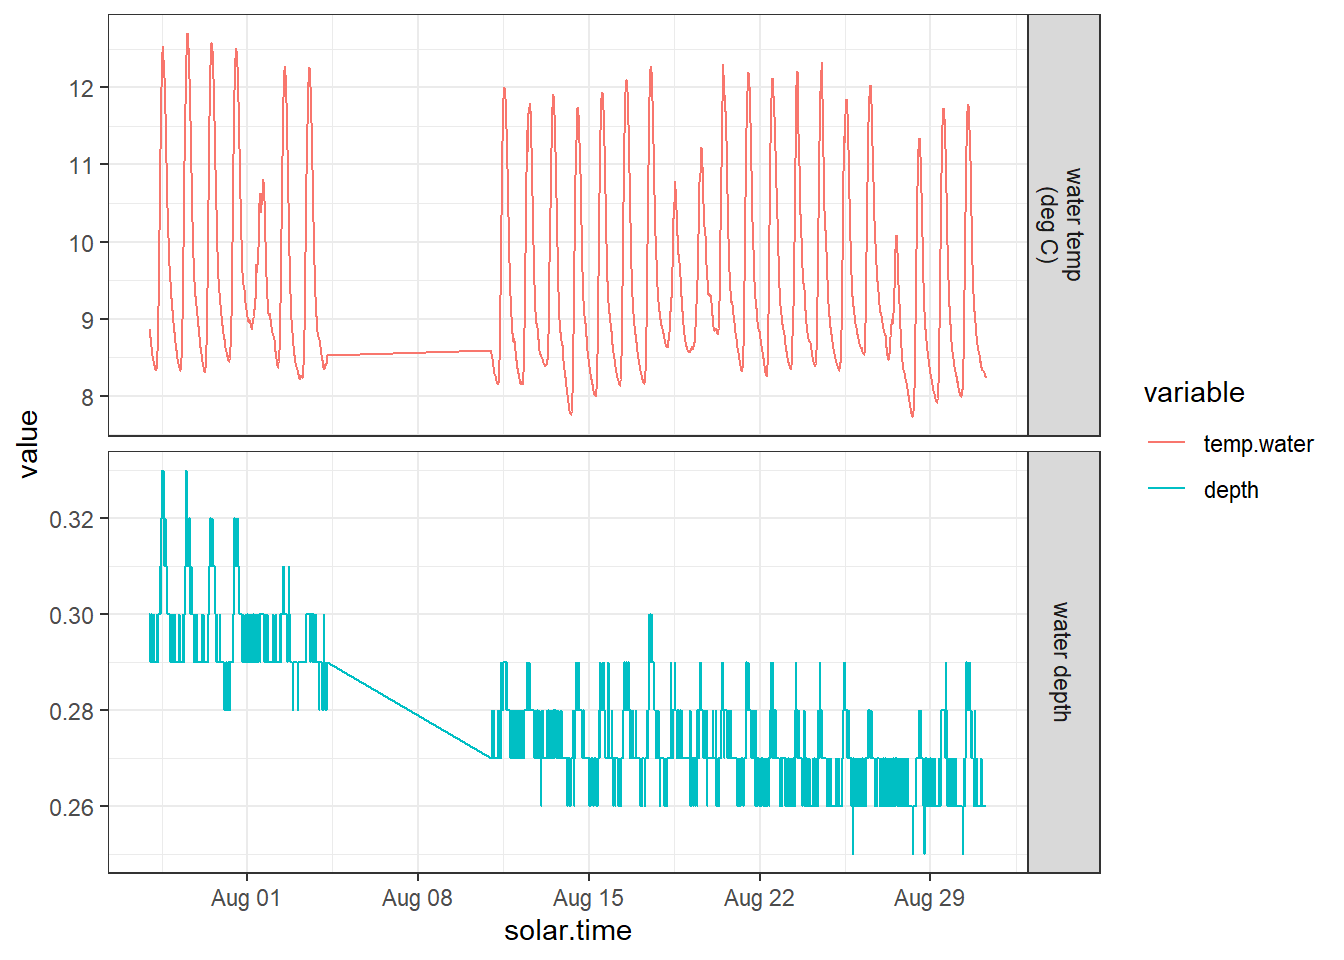 12
11
10
9
8
water temp
(deg C)
value
0.32
0.30
0.28
0.26
water depth
Aug 01
Aug 08
Aug 15
Aug 22
Aug 29
solar.time
variable
temp.water
depth